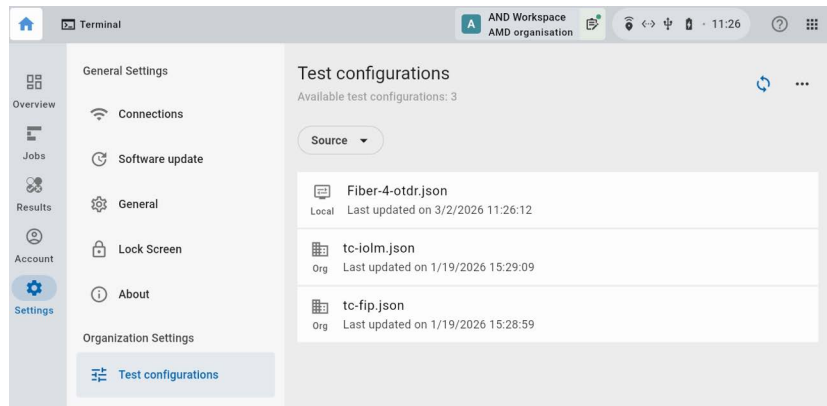 Terminal
A
AND Workspace
AMD organisation
11:26
Overview
Jobs
Results
Account
Settings
General Settings
Connections
Software update
General
Lock Screen
About
Organization Settings
Test configurations
Test configurations
Available test configurations: 3
Source
Fiber-4-otdr.json
Local Last updated on 3/2/2026 11:26:12
tc-iolm.json
Org Last updated on 1/19/2026 15:29:09
tc-fip.json
Org Last updated on 1/19/2026 15:28:59